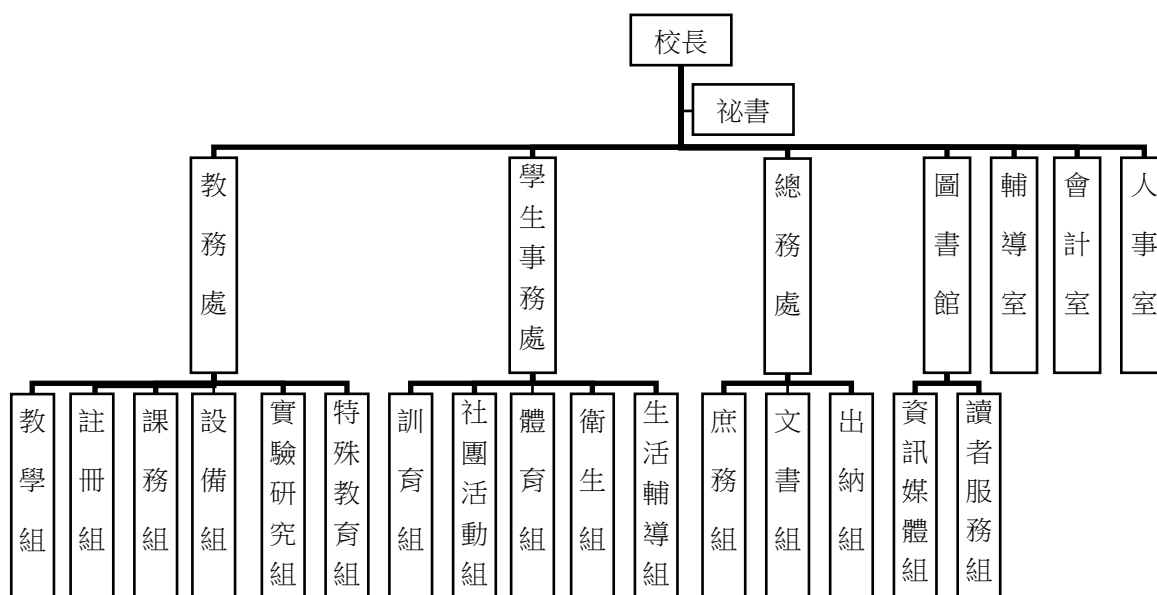 校長
祕書
教務處
學生事務處
總務處
圖書館
輔導室
會計室
人事室
教學組
註冊組
課務組
設備組
實驗研究組
特殊教育組
訓育組
社團活動組
體育組
衛生組
生活輔導組
庶務組
文書組
出納組
資訊媒體組
讀者服務組